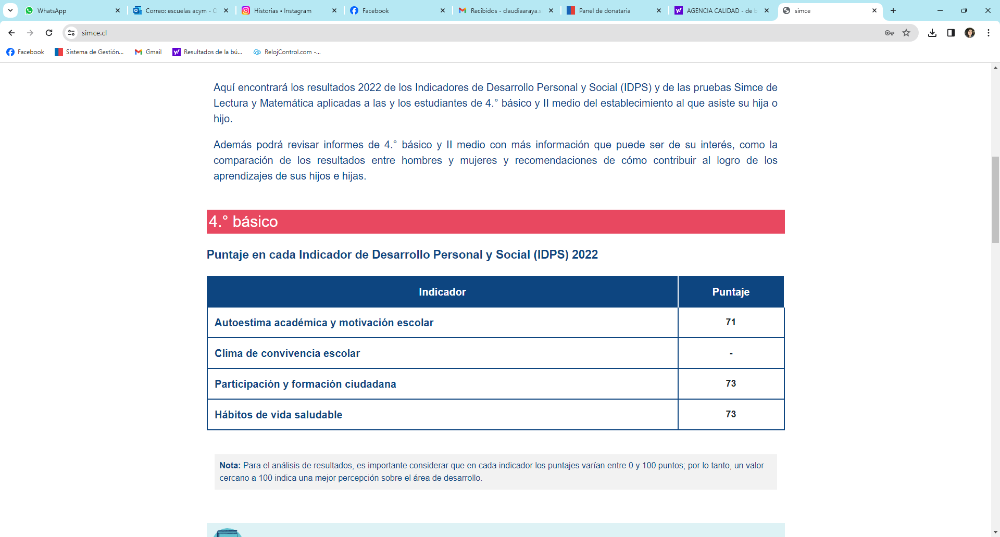 WhatsApp
Correo: escuelas acym - O
Historias • Instagram
Facebook
Recibidos - claudiaaraya.s
Panel de donataria
AGENCIA CALIDAD - de b
simce
simce.cl
Facebook
Sistema de Gestión...
Gmail
Resultados de la bú...
RelojControl.com -...
Aquí encontrará los resultados 2022 de los Indicadores de Desarrollo Personal y Social (IDPS) y de las pruebas Simce de
Lectura y Matemática aplicadas a las y los estudiantes de 4.° básico y II medio del establecimiento al que asiste su hija o
hijo.
Además podrá revisar informes de 4.° básico y II medio con más información que puede ser de su interés, como la
comparación de los resultados entre hombres y mujeres y recomendaciones de cómo contribuir al logro de los
aprendizajes de sus hijos e hijas.
4.° básico
Puntaje en cada Indicador de Desarrollo Personal y Social (IDPS) 2022
Indicador Puntaje
Autoestima académica y motivación escolar 71
Clima de convivencia escolar -
Participación y formación ciudadana 73
Hábitos de vida saludable 73
Nota: Para el análisis de resultados, es importante considerar que en cada indicador los puntajes varían entre 0 y 100 puntos; por lo tanto, un valor
cercano a 100 indica una mejor percepción sobre el área de desarrollo.